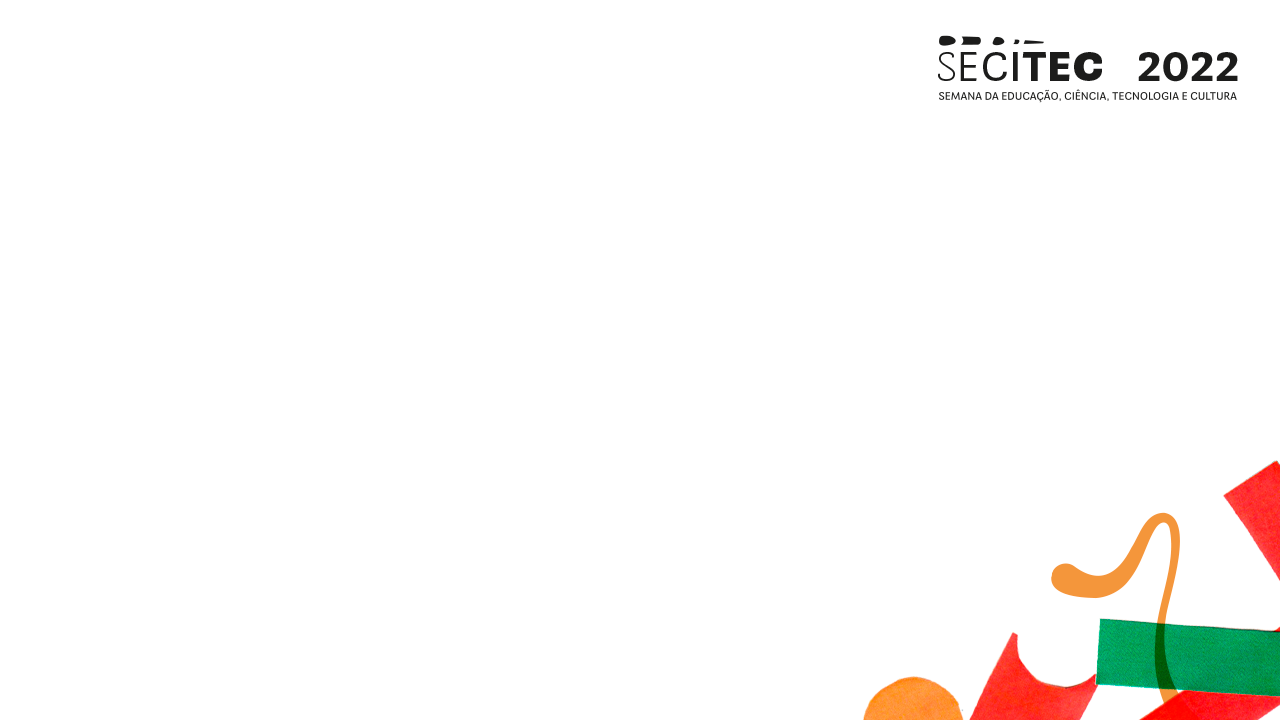 SECITEC 2022
SEMANA DA EDUCAÇÃO, CIÊNCIA, TECNOLOGIA E CULTURA